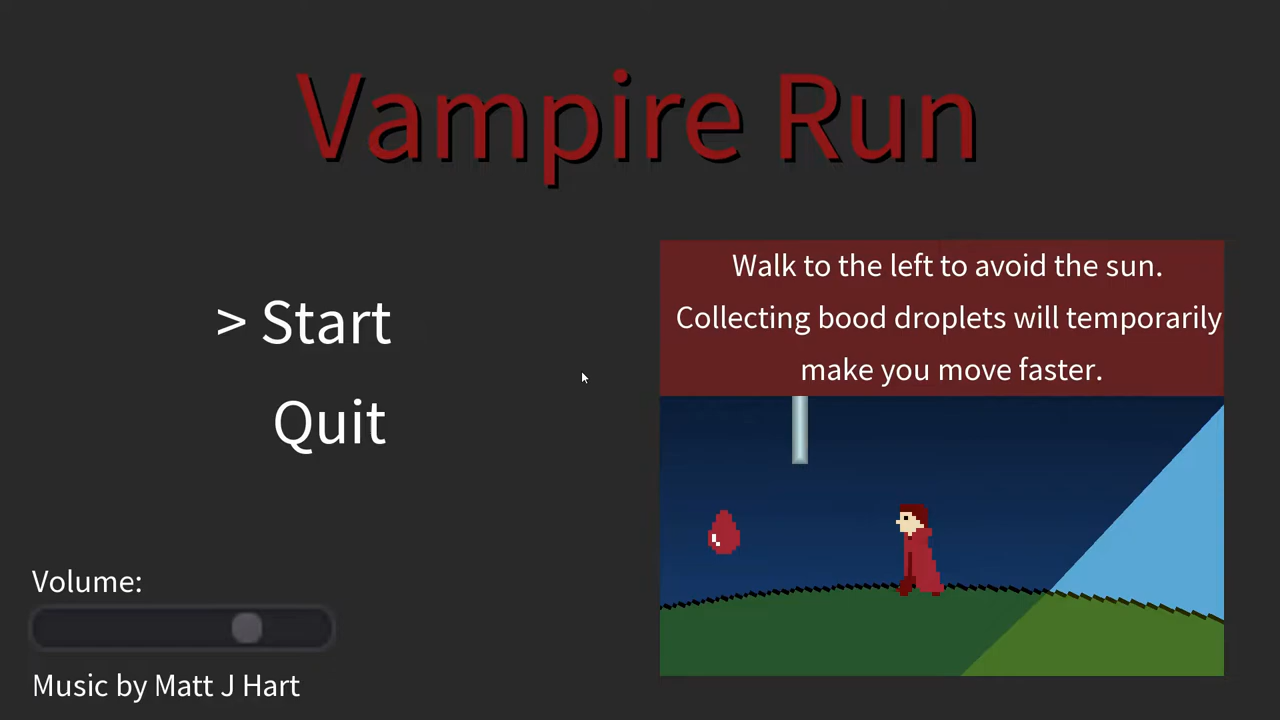 Vampire Run
> Start
Quit
Walk to the left to avoid the sun.
Collecting bood droplets will temporarily
make you move faster.
Volume:
Music by Matt J Hart